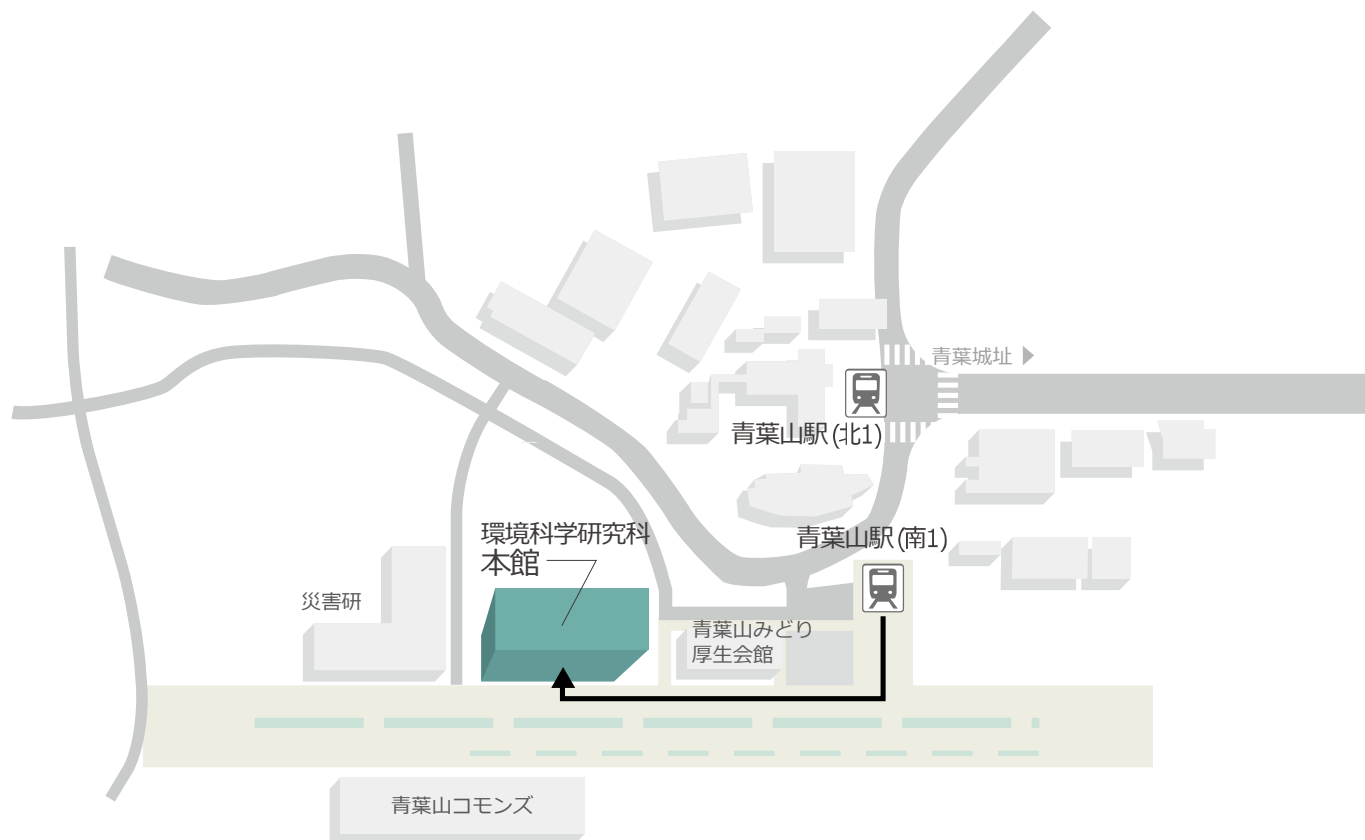 青葉城址
青葉山駅(北1)
環境科学研究科
本館
青葉山駅(南1)
災害研
青葉山みどり
厚生会館
青葉山コモンズ